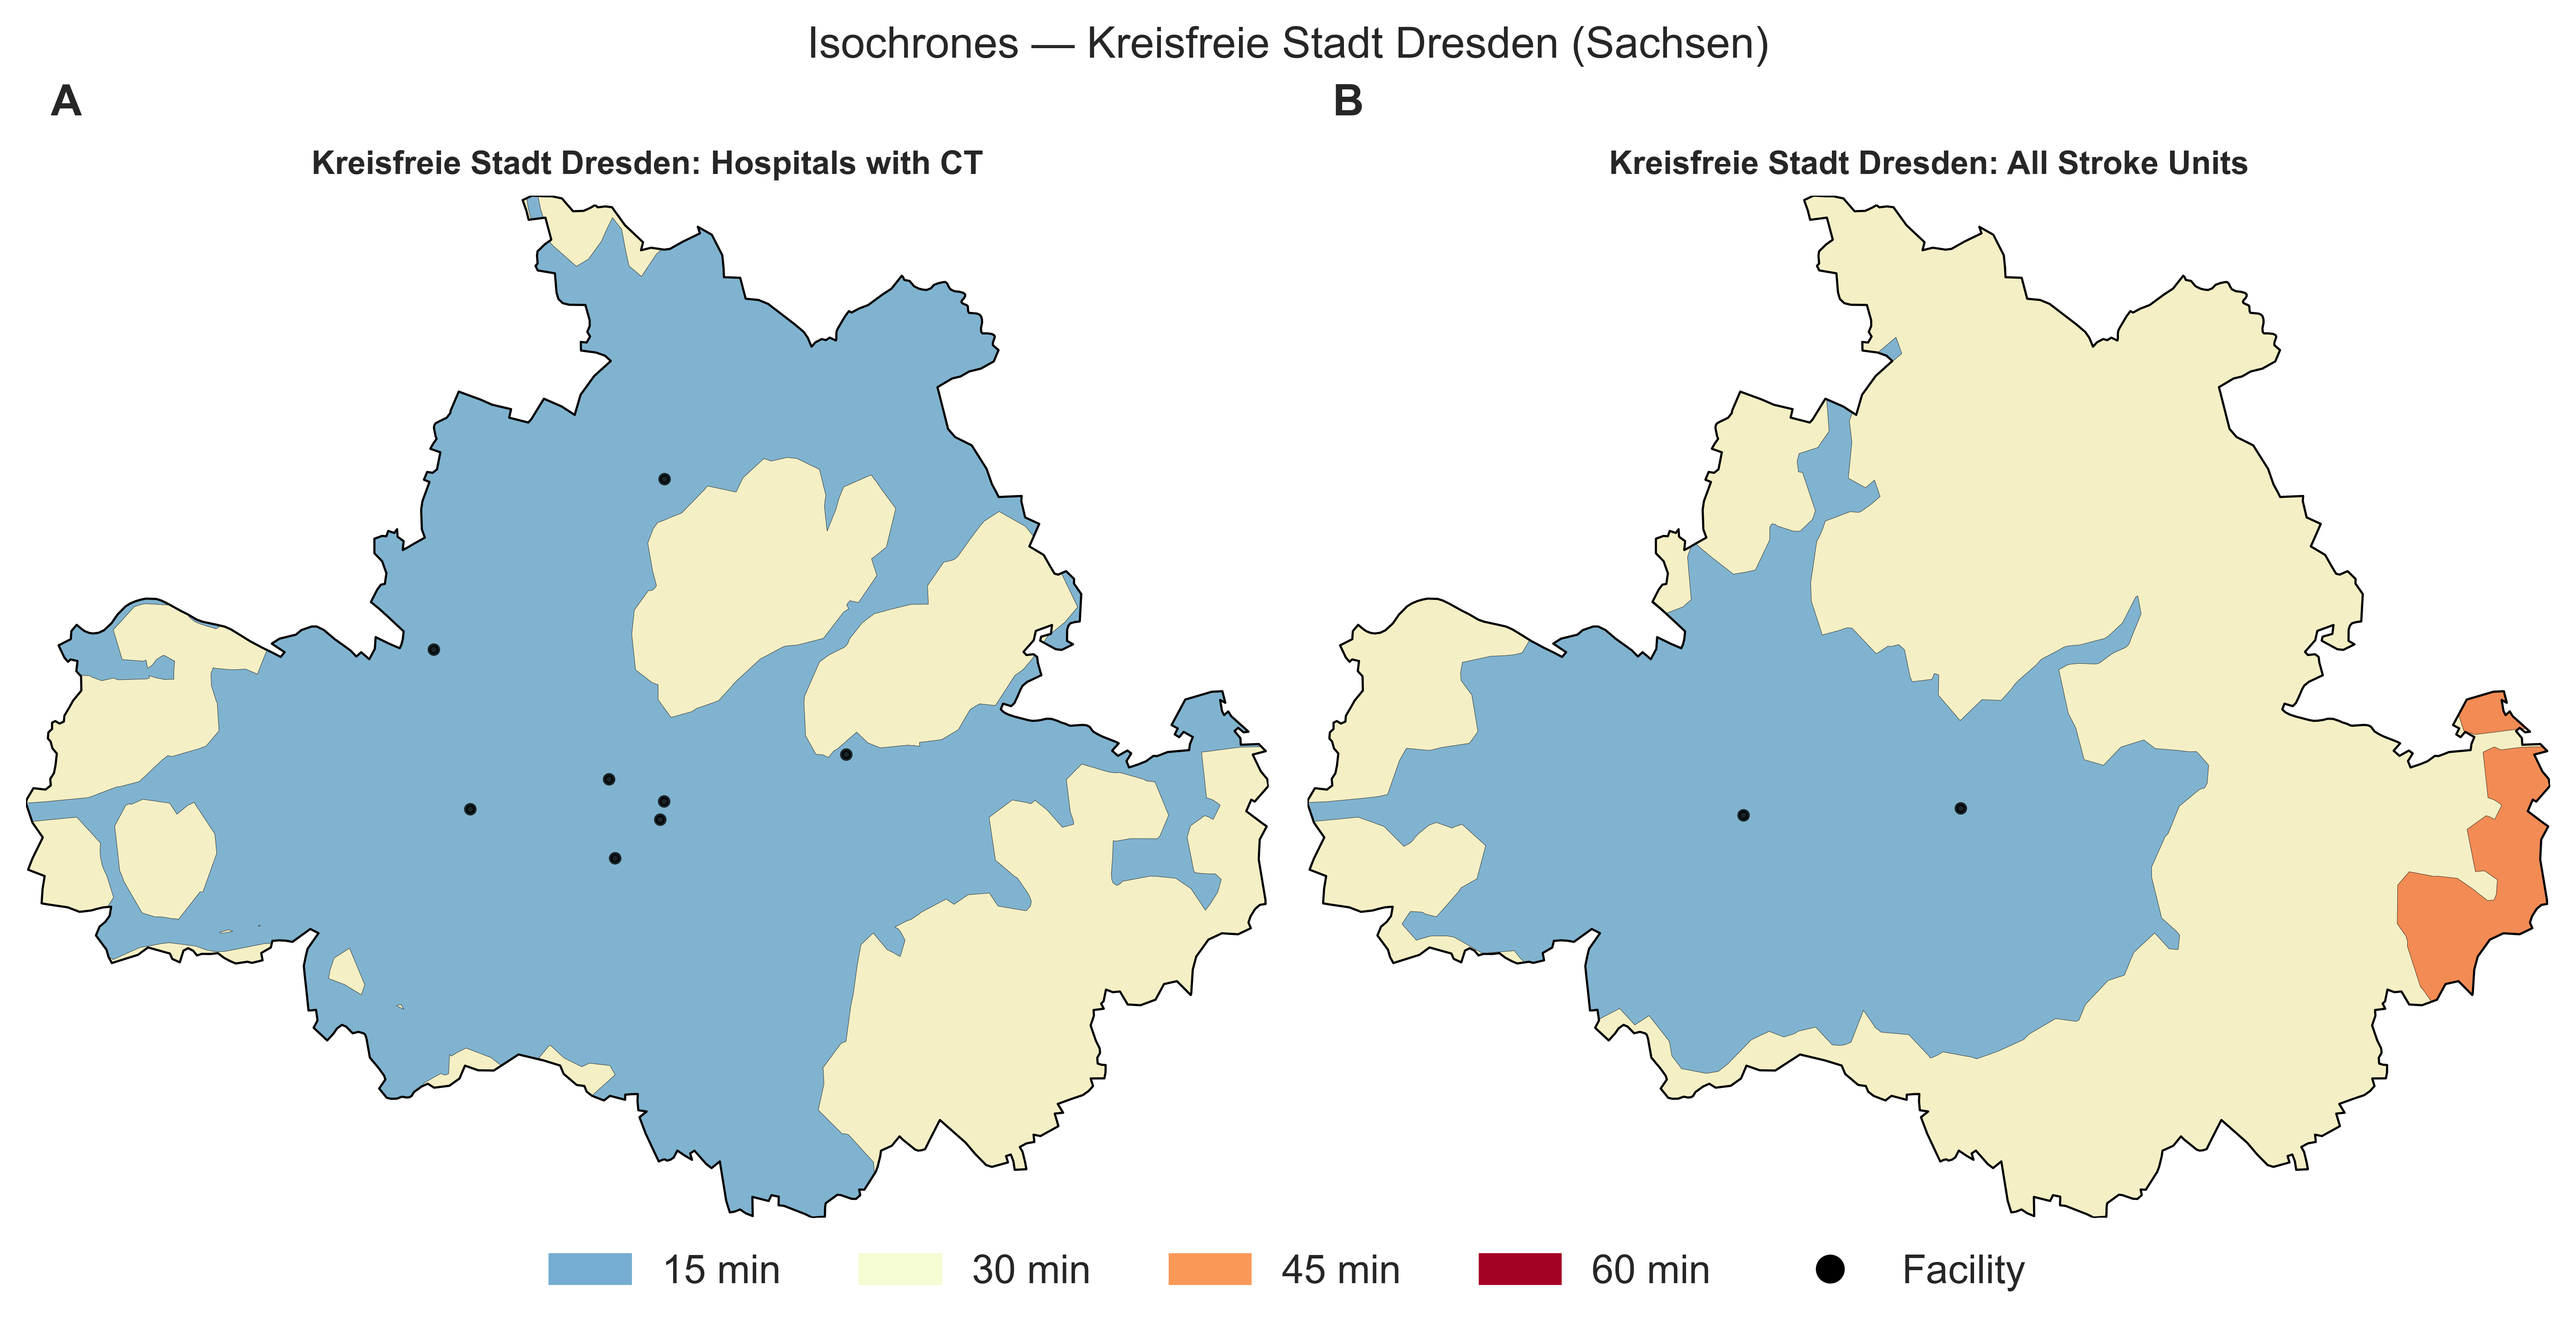 Isochrones — Kreisfreie Stadt Dresden (Sachsen)
A
B
Kreisfreie Stadt Dresden: Hospitals with CT
Kreisfreie Stadt Dresden: All Stroke Units
15 min
30 min
45 min
60 min
Facility